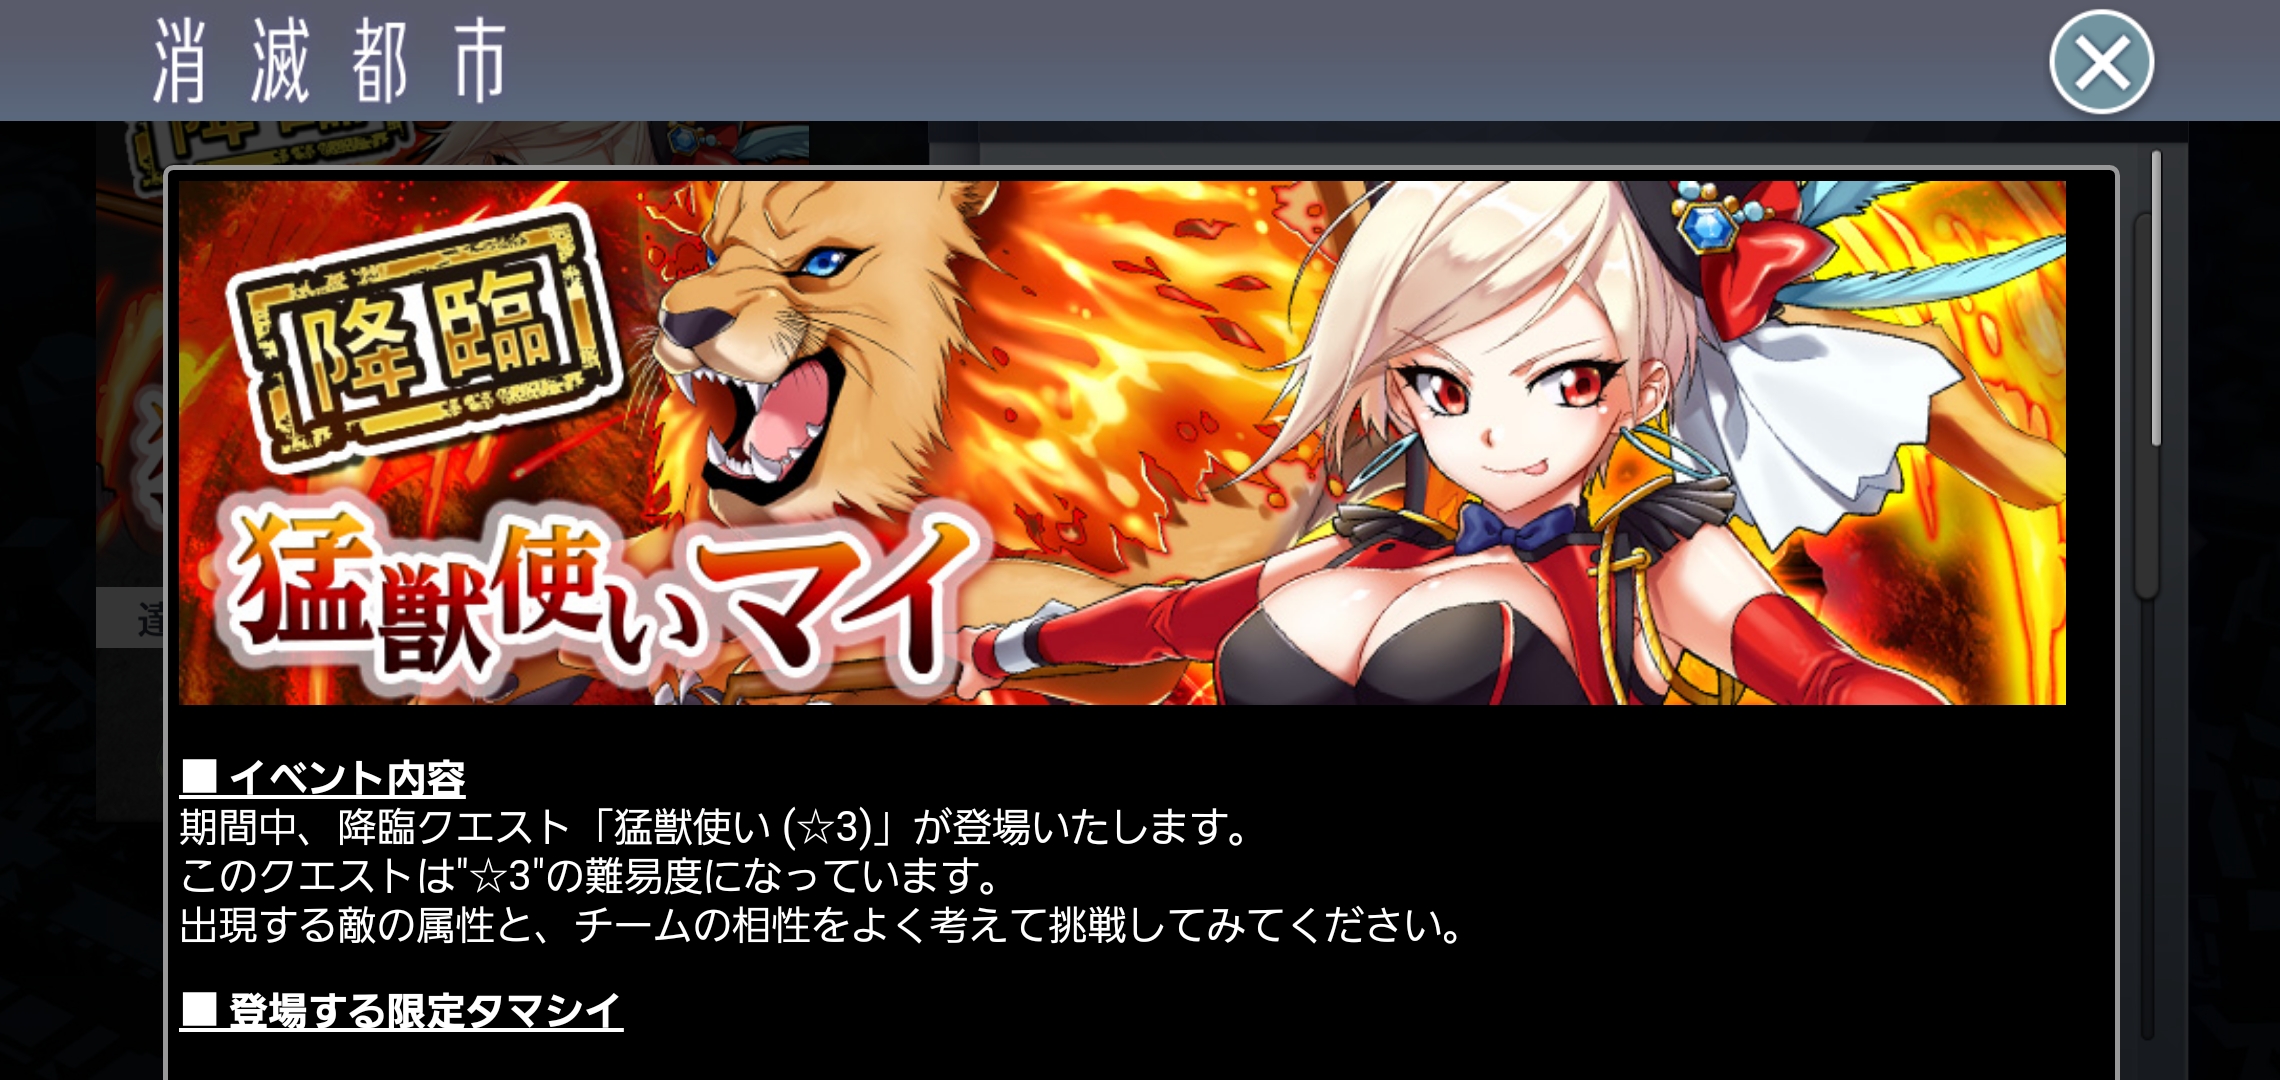 消滅都市
降臨
猛獣使いマイ
■ イベント内容
期間中、降臨クエスト「猛獣使い (☆3)」が登場いたします。
このクエストは"☆3"の難易度になっています。
出現する敵の属性と、チームの相性をよく考えて挑戦してみてください。
■ 登場する限定タマシイ